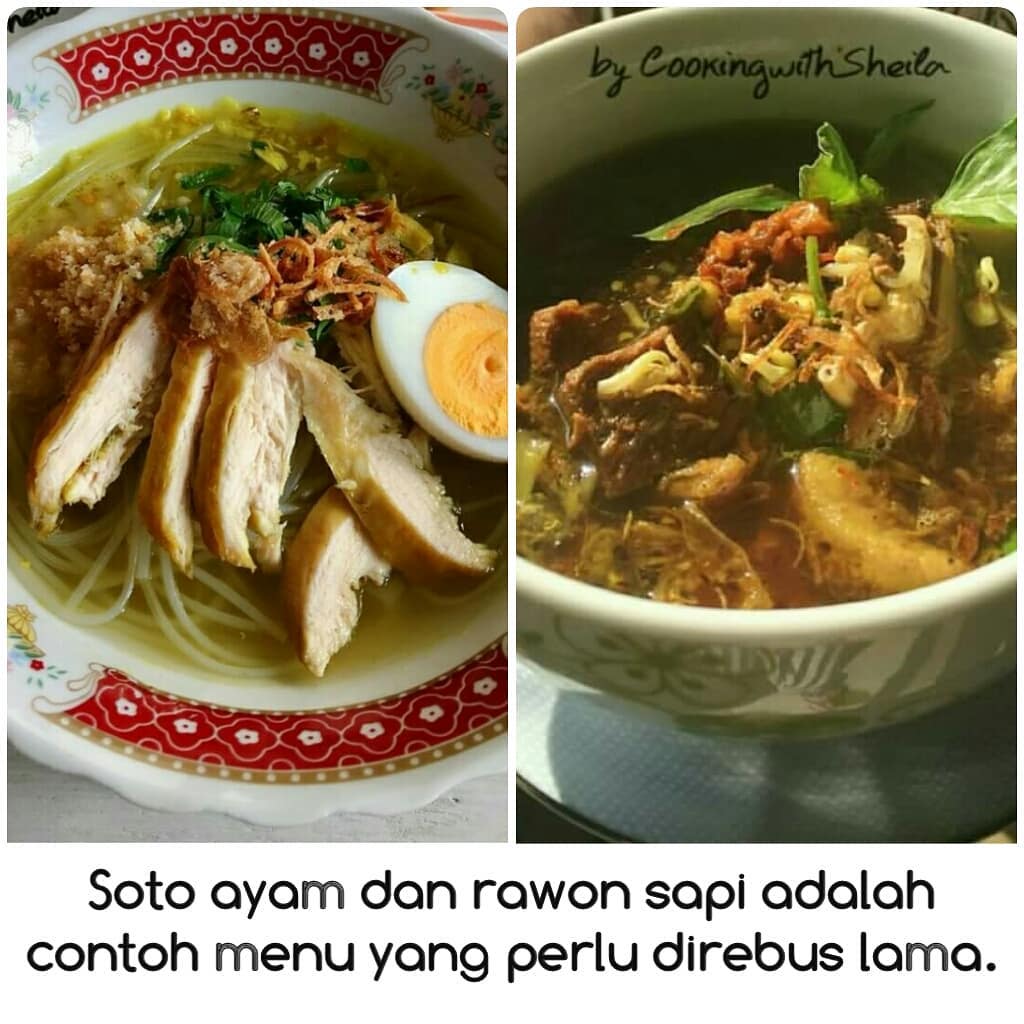 by CookingwithSheila
Soto ayam dan rawon sapi adalah
contoh menu yang perlu direbus lama.